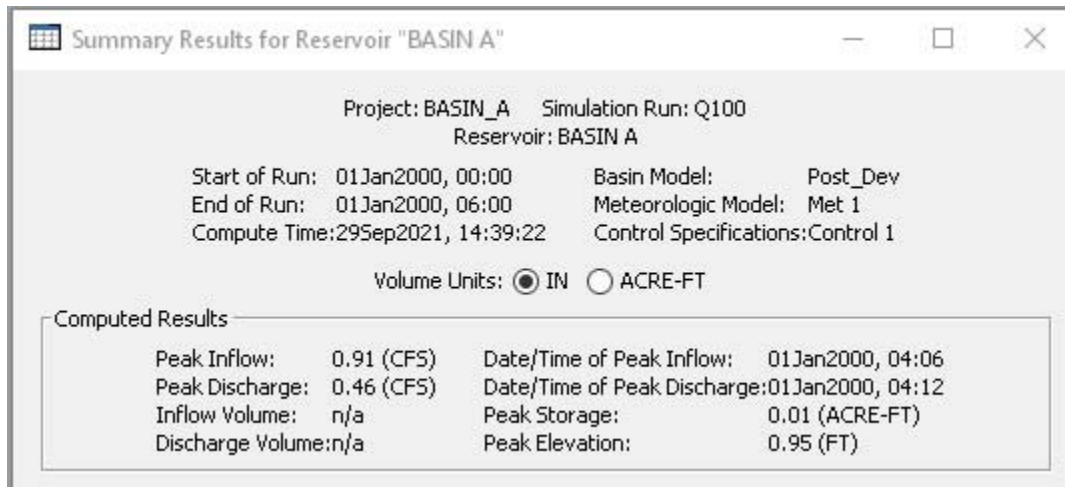 Summary Results for Reservoir "BASIN A"
Project: BASIN_A Simulation Run: Q100
Reservoir: BASIN A
Start of Run: 01Jan2000, 00:00 Basin Model: Post_Dev
End of Run: 01Jan2000, 06:00 Meteorologic Model: Met 1
Compute Time:29Sep2021, 14:39:22 Control Specifications:Control 1
Volume Units: IN ACRE-FT
Computed Results
Peak Inflow: 0.91 (CFS) Date/Time of Peak Inflow: 01Jan2000, 04:06
Peak Discharge: 0.46 (CFS) Date/Time of Peak Discharge:01Jan2000, 04:12
Inflow Volume: n/a Peak Storage: 0.01 (ACRE-FT)
Discharge Volume:n/a Peak Elevation: 0.95 (FT)